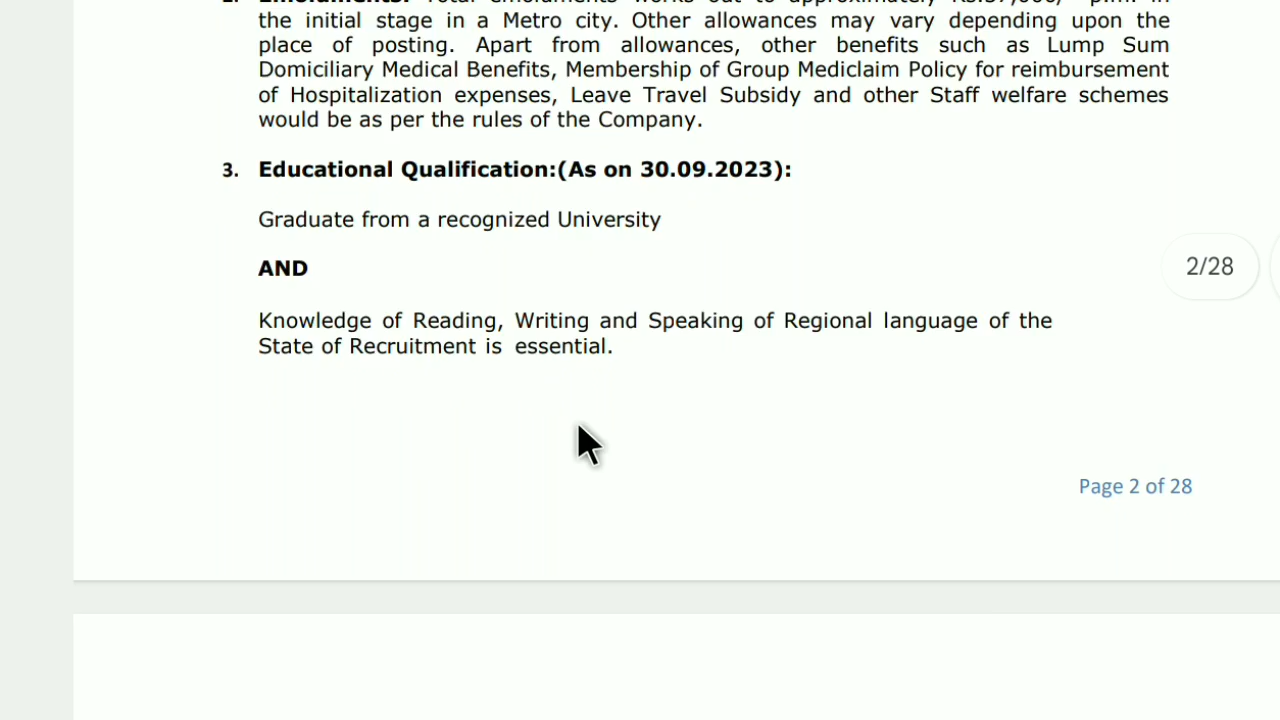 the initial stage in a Metro city. Other allowances may vary depending upon the
place of posting. Apart from allowances, other benefits such as Lump Sum
Domiciliary Medical Benefits, Membership of Group Mediclaim Policy for reimbursement
of Hospitalization expenses, Leave Travel Subsidy and other Staff welfare schemes
would be as per the rules of the Company.
3. Educational Qualification:(As on 30.09.2023):
Graduate from a recognized University
AND
2/28
Knowledge of Reading, Writing and Speaking of Regional language of the
State of Recruitment is essential.
Page 2 of 28